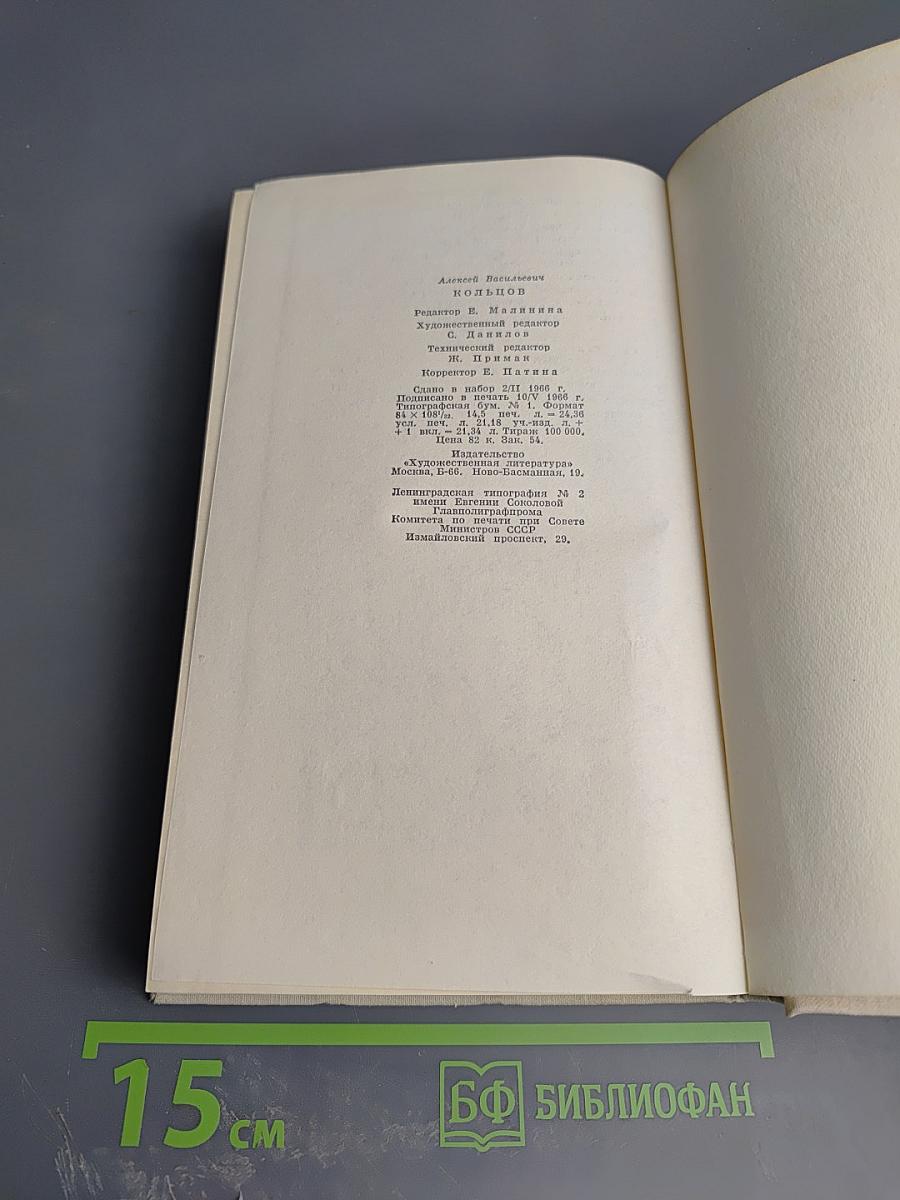 Алексей Васильевич
КОЛЬЦОВ
Редактор Е. Малинина
Художественный редактор
С. Данилов
Технический редактор
Ж. Примак
Корректор Е. Патина
Сдано в набор 2/II 1966 г.
Подписано в печать 10/V 1966 г.
Типографская бум. № 1. Формат
84 × 108¹/₃₂. 14,5 печ. л. = 24,36
усл. печ. л. 21,18 уч.-изд. л. +
+ 1 вкл. = 21,34 л. Тираж 100 000.
Цена 82 к. Зак. 54.
Издательство
«Художественная литература»
Москва, Б-66. Ново-Басманная, 19.
Ленинградская типография № 2
имени Евгении Соколовой
Главполиграфпрома
Комитета по печати при Совете
Министров СССР
Измайловский проспект, 29.
15 см
БФ БИБЛИОФАН